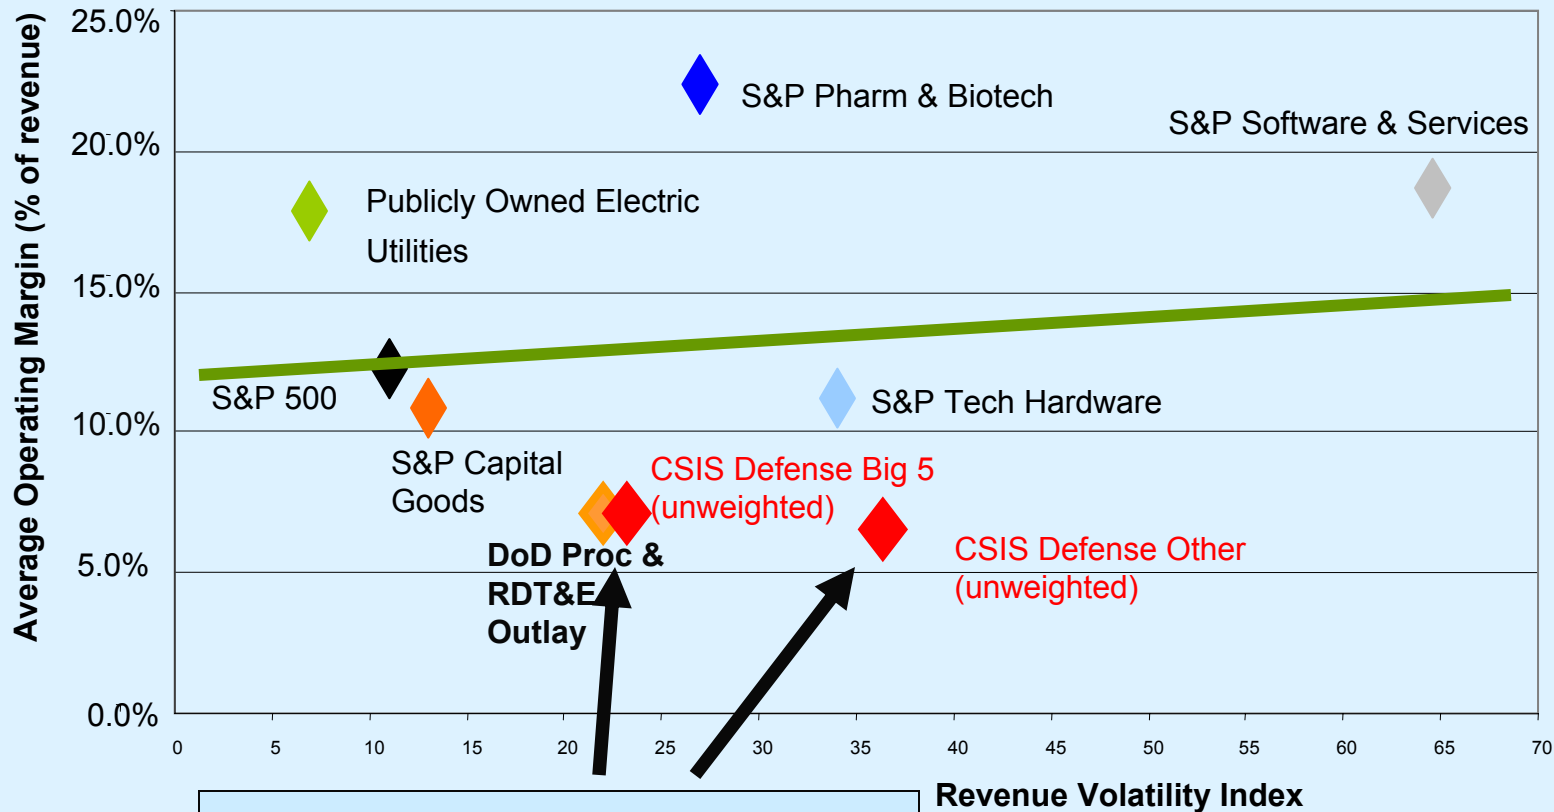 Average Operating Margin (% of revenue)
25.0%
20.0%
15.0%
10.0%
5.0%
0.0%
S&P Pharm & Biotech
S&P Software & Services
Publicly Owned Electric
Utilities
S&P 500
S&P Tech Hardware
S&P Capital
Goods
CSIS Defense Big 5
(unweighted)
DoD Proc &
RDT&E
Outlay
CSIS Defense Other
(unweighted)
0 5 10 15 20 25 30 35 40 45 50 55 60 65 70
Revenue Volatility Index